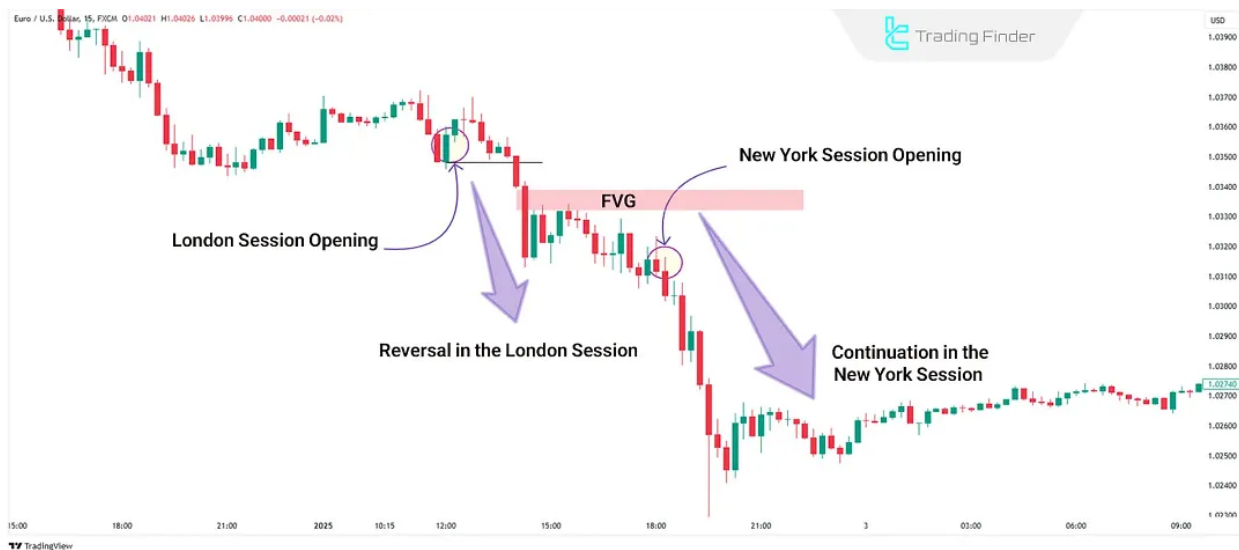 Euro / U.S. Dollar, 15, FXCM O1.04021 H1.04026 L1.03996 C1.04000 -0.00021 (-0.02%)
Trading Finder
USD
1.03900
1.03800
1.03700
1.03600
1.03500
1.03400
1.03300
1.03200
1.03100
1.03000
1.02900
1.02800
1.02740
1.02700
1.02600
1.02500
1.02400
1.02300
New York Session Opening
FVG
London Session Opening
Reversal in the London Session
Continuation in the
New York Session
15:00 18:00 21:00 2025 10:15 12:00 15:00 18:00 21:00 3 03:00 06:00 09:00
TradingView